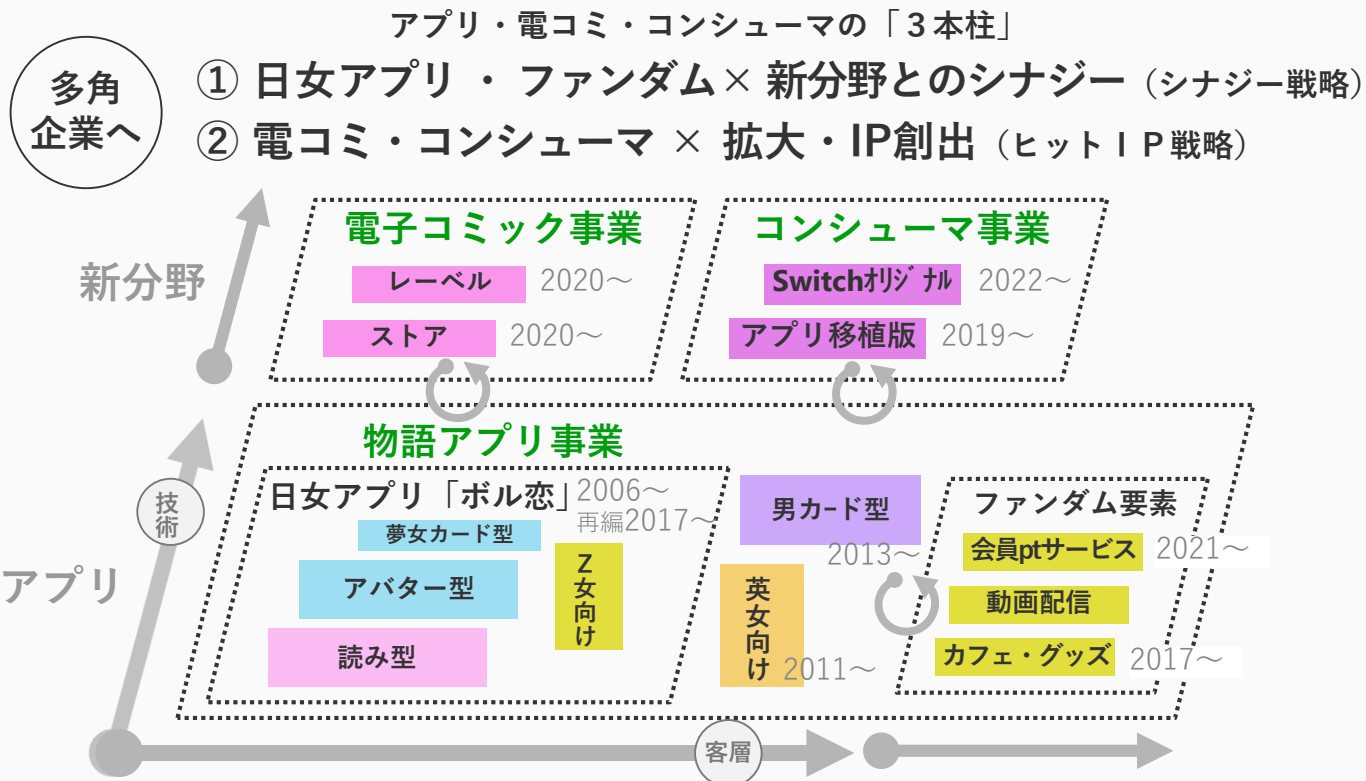 アプリ・電コミ・コンシューマの「３本柱」
多角
企業へ
① 日女アプリ ・ ファンダム× 新分野とのシナジー（シナジー戦略）
② 電コミ・コンシューマ × 拡大・IP創出（ヒットＩＰ戦略）
新分野
電子コミック事業
レーベル 2020～
ストア 2020～
コンシューマ事業
Switchｵﾘｼﾞﾅﾙ 2022～
アプリ移植版 2019～
アプリ
技術
物語アプリ事業
日女アプリ「ボル恋」2006～
再編2017～
夢女カード型
アバター型
読み型
Z女向け
男カード型
2013～
英女向け
2011～
ファンダム要素
会員ptサービス 2021～
動画配信
カフェ・グッズ 2017～
客層